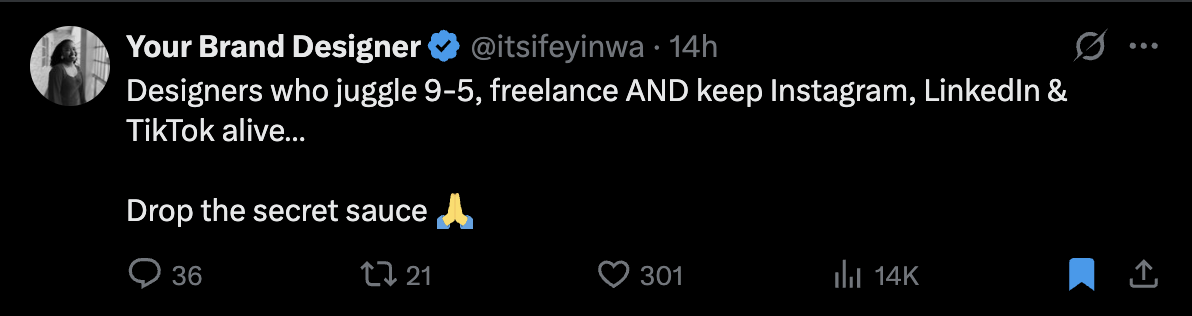 Your Brand Designer @itsifeyinwa · 14h
Designers who juggle 9-5, freelance AND keep Instagram, LinkedIn &
TikTok alive...
Drop the secret sauce 🙏
36 21 301 14K